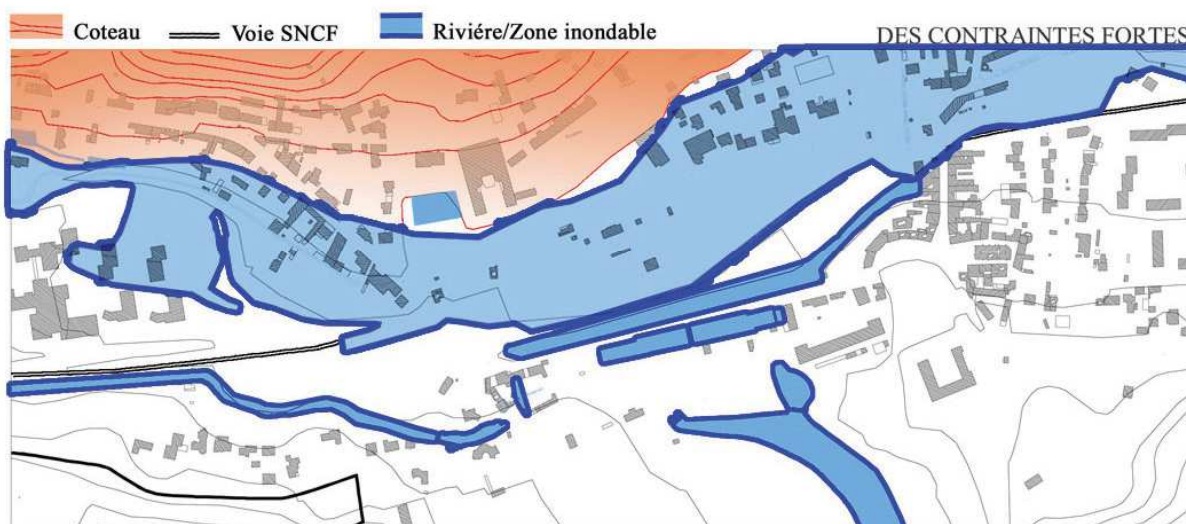 Coteau
Voie SNCF
Riviére/Zone inondable
DES CONTRAINTES FORTES